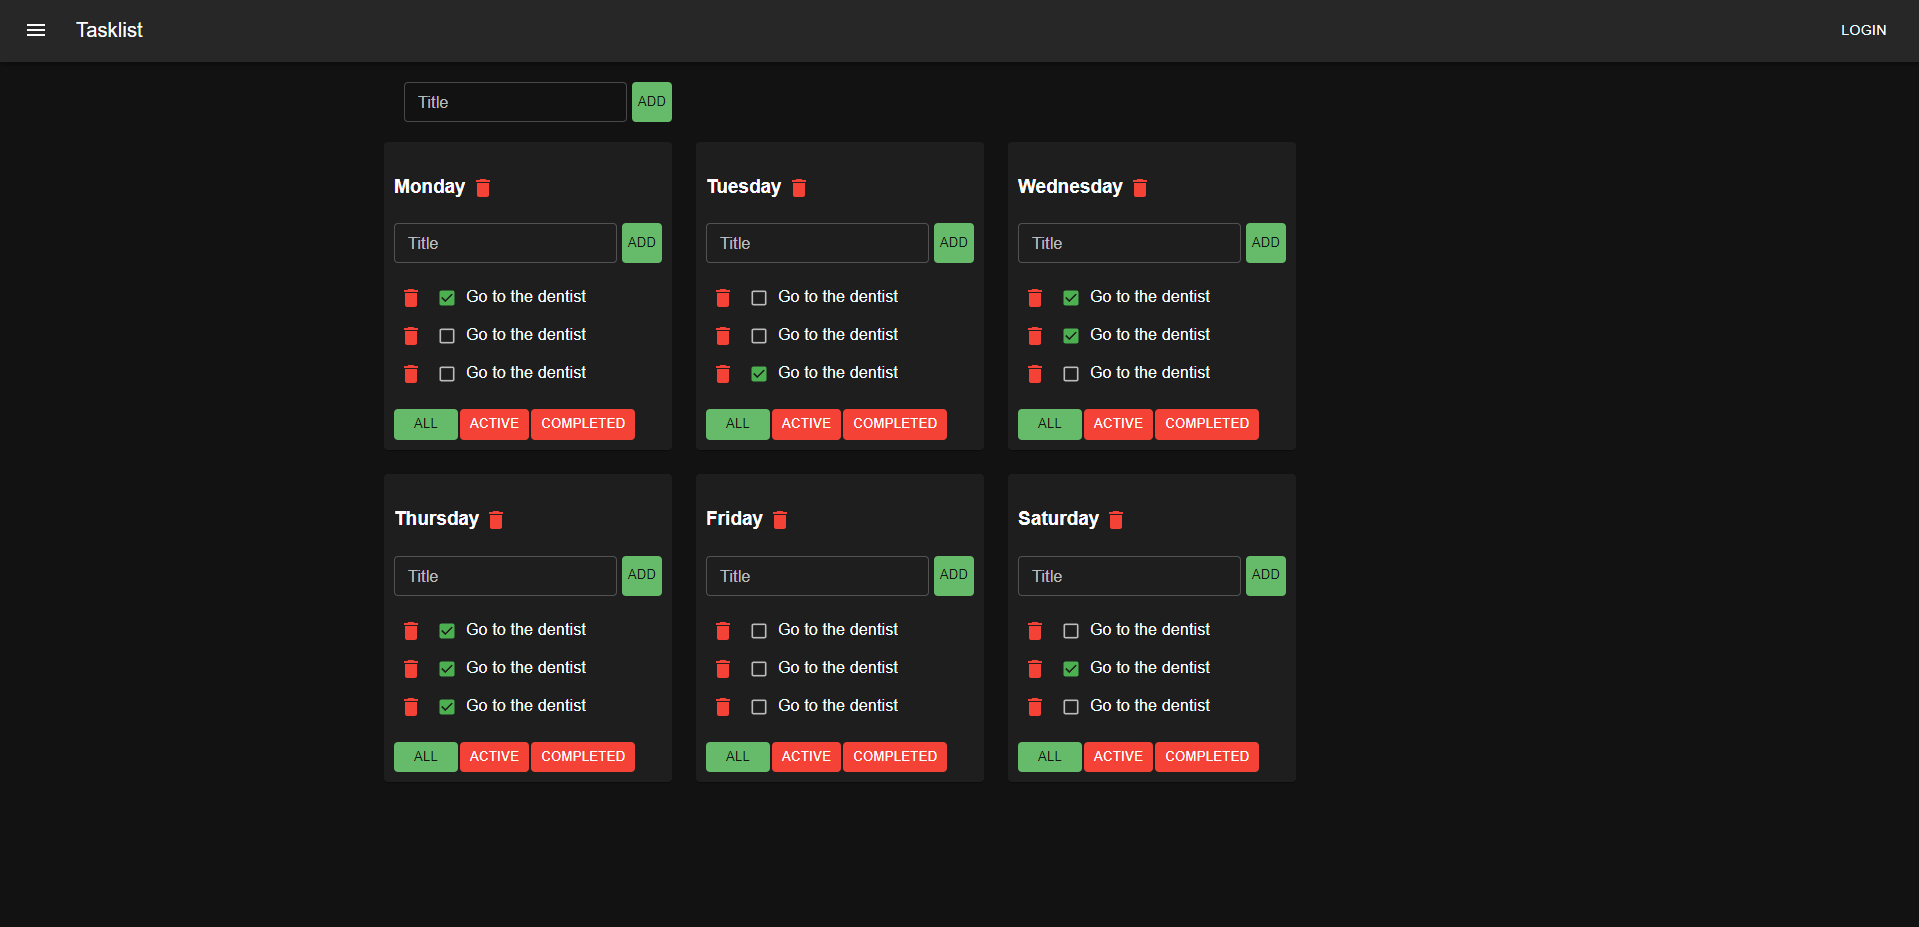 Tasklist LOGIN
Title ADD
Monday
Title ADD
Go to the dentist
Go to the dentist
Go to the dentist
ALL ACTIVE COMPLETED
Tuesday
Title ADD
Go to the dentist
Go to the dentist
Go to the dentist
ALL ACTIVE COMPLETED
Wednesday
Title ADD
Go to the dentist
Go to the dentist
Go to the dentist
ALL ACTIVE COMPLETED
Thursday
Title ADD
Go to the dentist
Go to the dentist
Go to the dentist
ALL ACTIVE COMPLETED
Friday
Title ADD
Go to the dentist
Go to the dentist
Go to the dentist
ALL ACTIVE COMPLETED
Saturday
Title ADD
Go to the dentist
Go to the dentist
Go to the dentist
ALL ACTIVE COMPLETED